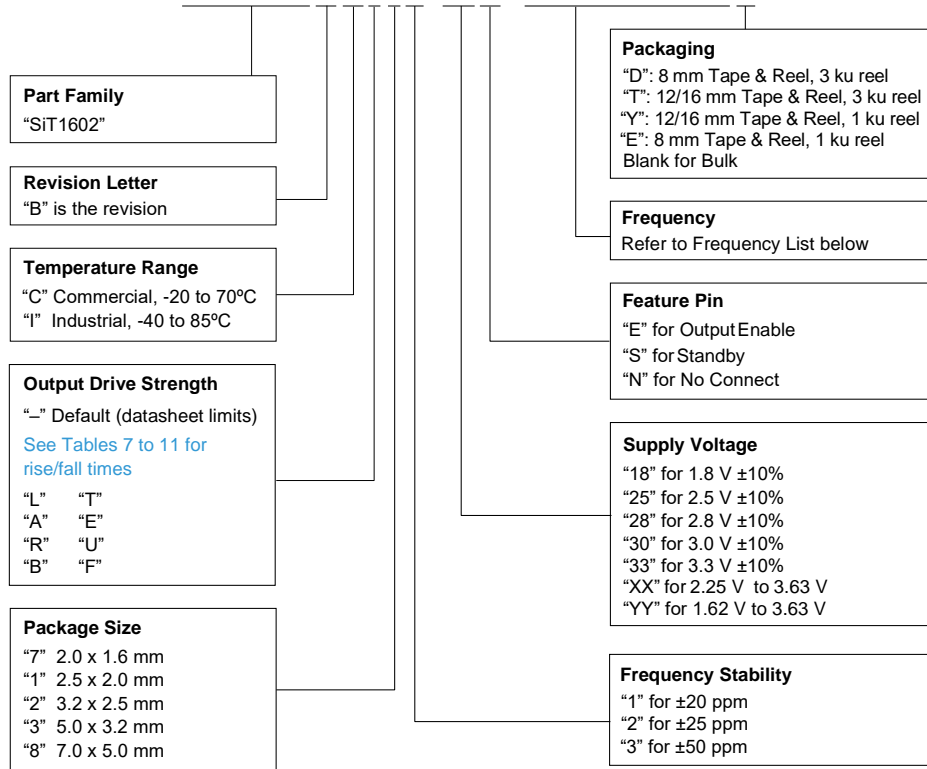 Part Family
“SiT1602”
Revision Letter
“B” is the revision
Temperature Range
“C” Commercial, -20 to 70ºC
“I” Industrial, -40 to 85ºC
Output Drive Strength
“–” Default (datasheet limits)
See Tables 7 to 11 for
rise/fall times
“L” “T”
“A” “E”
“R” “U”
“B” “F”
Package Size
“7” 2.0 x 1.6 mm
“1” 2.5 x 2.0 mm
“2” 3.2 x 2.5 mm
“3” 5.0 x 3.2 mm
“8” 7.0 x 5.0 mm
Packaging
“D”: 8 mm Tape & Reel, 3 ku reel
“T”: 12/16 mm Tape & Reel, 3 ku reel
“Y”: 12/16 mm Tape & Reel, 1 ku reel
“E”: 8 mm Tape & Reel, 1 ku reel
Blank for Bulk
Frequency
Refer to Frequency List below
Feature Pin
“E” for Output Enable
“S” for Standby
“N” for No Connect
Supply Voltage
“18” for 1.8 V ±10%
“25” for 2.5 V ±10%
“28” for 2.8 V ±10%
“30” for 3.0 V ±10%
“33” for 3.3 V ±10%
“XX” for 2.25 V to 3.63 V
“YY” for 1.62 V to 3.63 V
Frequency Stability
“1” for ±20 ppm
“2” for ±25 ppm
“3” for ±50 ppm